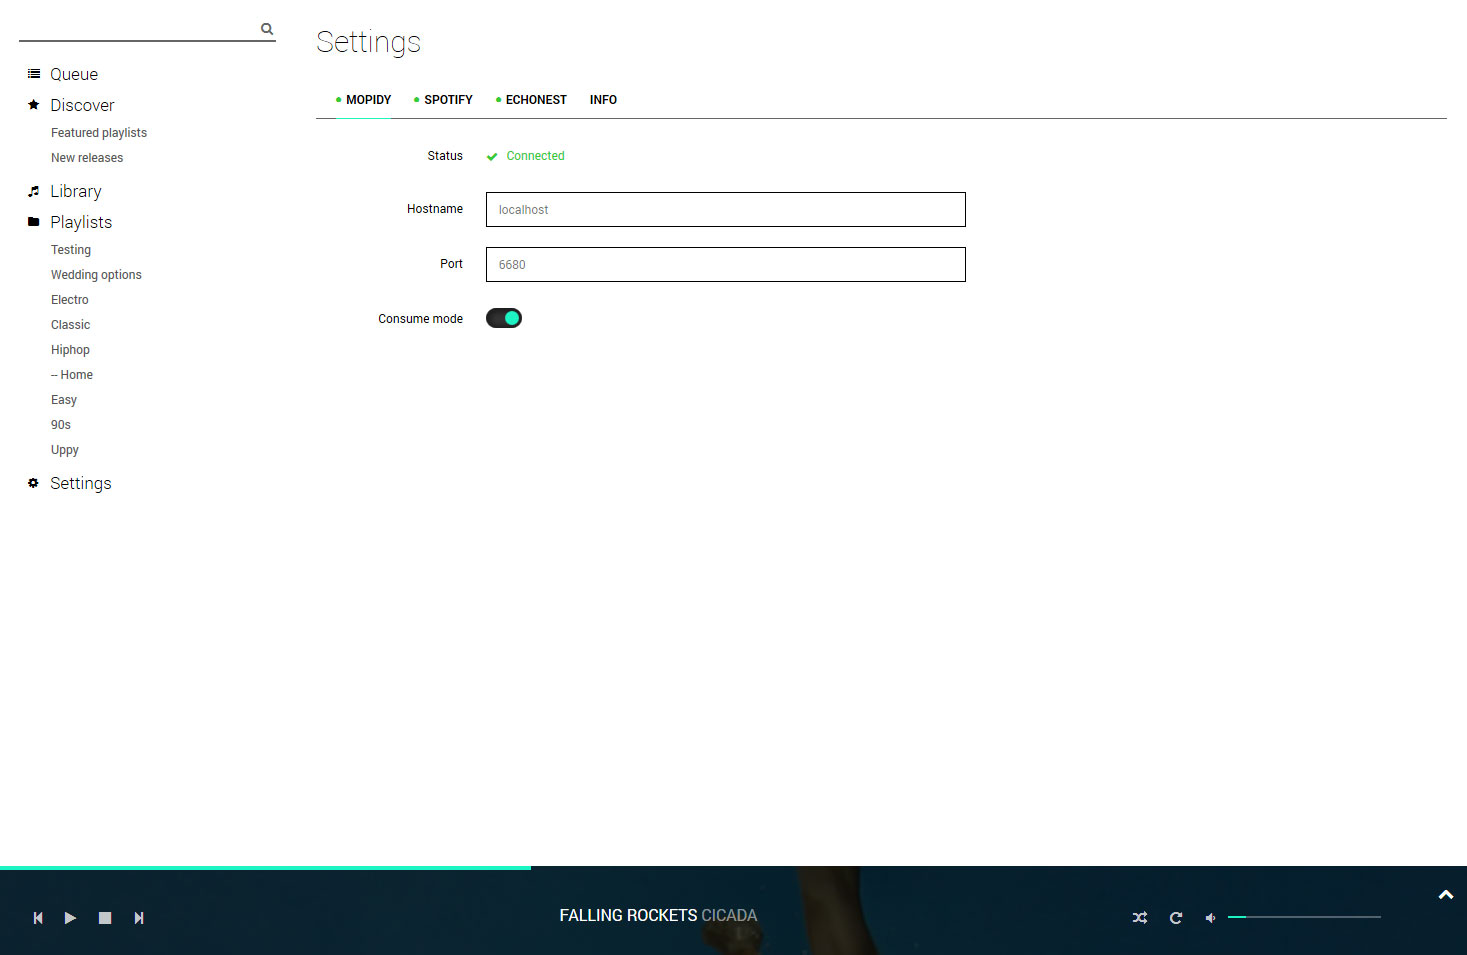 Queue
Discover
Featured playlists
New releases
Library
Playlists
Testing
Wedding options
Electro
Classic
Hiphop
-- Home
Easy
90s
Uppy
Settings
Settings
MOPIDY SPOTIFY ECHONEST INFO
Status Connected
Hostname localhost
Port 6680
Consume mode
FALLING ROCKETS CICADA